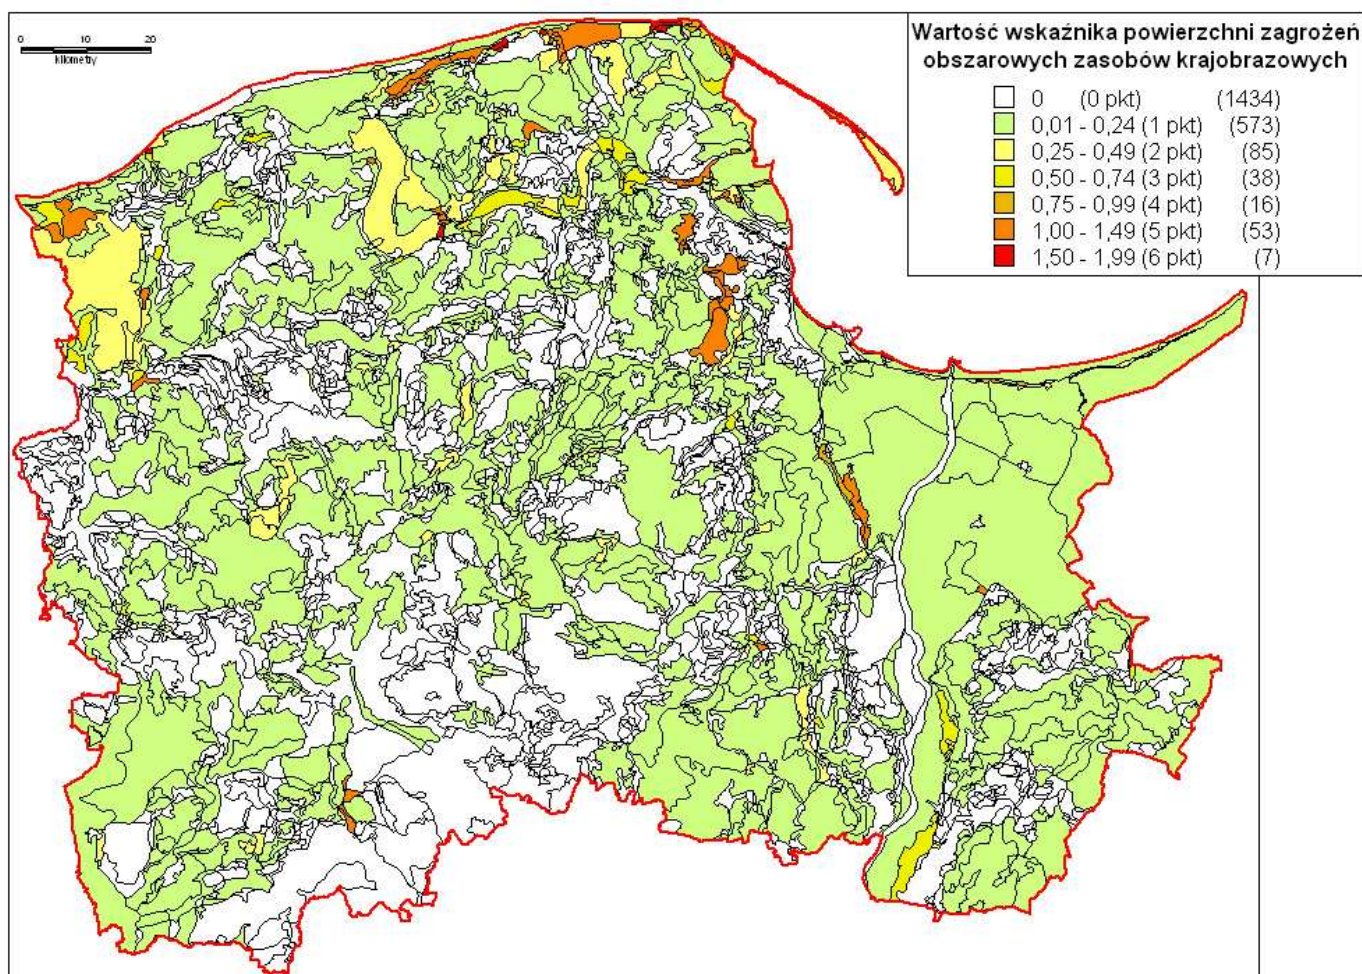 0 10 20
kilometry
Wartość wskaźnika powierzchni zagrożeń
obszarowych zasobów krajobrazowych
0 (0 pkt) (1434)
0,01 - 0,24 (1 pkt) (573)
0,25 - 0,49 (2 pkt) (85)
0,50 - 0,74 (3 pkt) (38)
0,75 - 0,99 (4 pkt) (16)
1,00 - 1,49 (5 pkt) (53)
1,50 - 1,99 (6 pkt) (7)